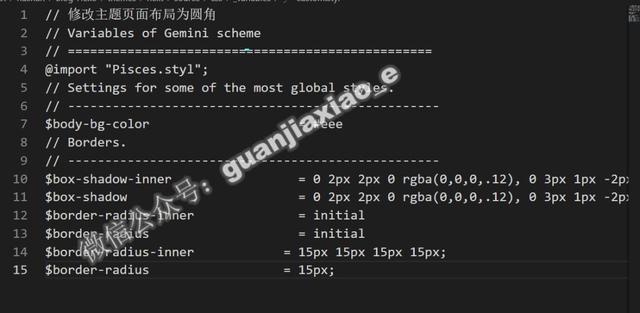 1 // 修改主题页面布局为圆角
2 // Variables of Gemini scheme
3 // =================================================
4 @import "Pisces.styl";
5 // Settings for some of the most global styles.
6 // --------------------------------------------------
7 $body-bg-color = #eee
8 // Borders.
9 // --------------------------------------------------
10 $box-shadow-inner = 0 2px 2px 0 rgba(0,0,0,.12), 0 3px 1px -2px
11 $box-shadow = 0 2px 2px 0 rgba(0,0,0,.12), 0 3px 1px -2px
12 $border-radius-inner = initial
13 $border-radius = initial
14 $border-radius-inner = 15px 15px 15px 15px;
15 $border-radius = 15px;
微信公众号：guanjiaxiao_e